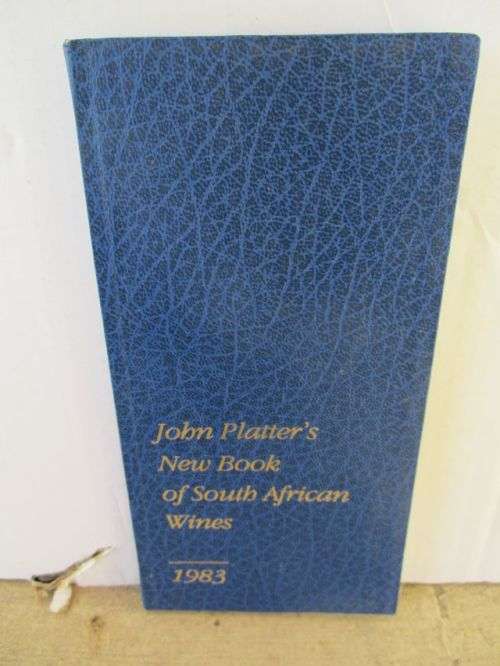 John Platter's
New Book
of South African
Wines
1983